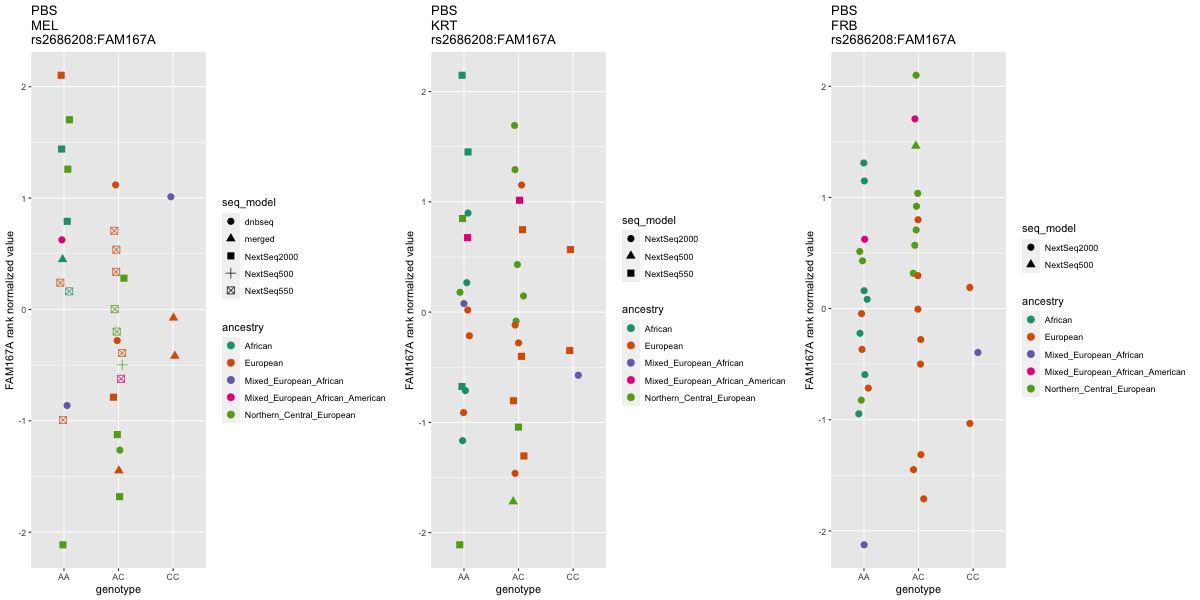 PBS
MEL
rs2686208:FAM167A
FAM167A rank normalized value
2
1
0
-1
-2
AA
AC
CC
genotype
seq_model
dnbseq
merged
NextSeq2000
NextSeq500
NextSeq550
ancestry
African
European
Mixed_European_African
Mixed_European_African_American
Northern_Central_European
PBS
KRT
rs2686208:FAM167A
FAM167A rank normalized value
2
1
0
-1
-2
AA
AC
CC
genotype
seq_model
NextSeq2000
NextSeq500
NextSeq550
ancestry
African
European
Mixed_European_African
Mixed_European_African_American
Northern_Central_European
PBS
FRB
rs2686208:FAM167A
FAM167A rank normalized value
2
1
0
-1
-2
AA
AC
CC
genotype
seq_model
NextSeq2000
NextSeq500
ancestry
African
European
Mixed_European_African
Mixed_European_African_American
Northern_Central_European